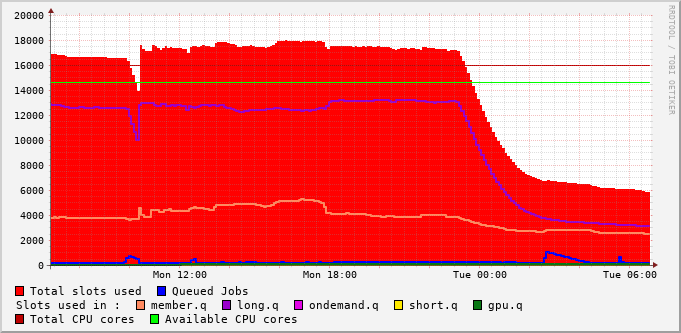 RRDTOOL / TOBI OETIKER
20000
18000
16000
14000
12000
10000
8000
6000
4000
2000
0
Mon 12:00 Mon 18:00 Tue 00:00 Tue 06:00
Total slots used Queued Jobs
Slots used in : member.q long.q ondemand.q short.q gpu.q
Total CPU cores Available CPU cores